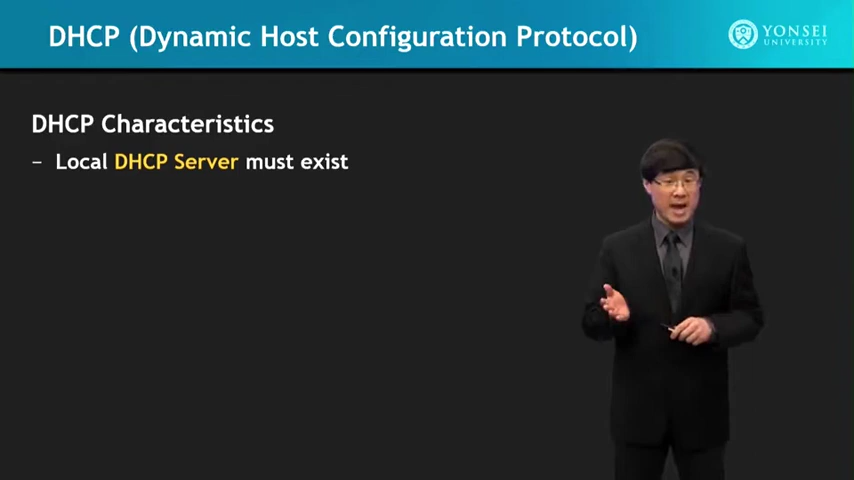 DHCP (Dynamic Host Configuration Protocol)
YONSEI
UNIVERSITY
DHCP Characteristics
– Local DHCP Server must exist